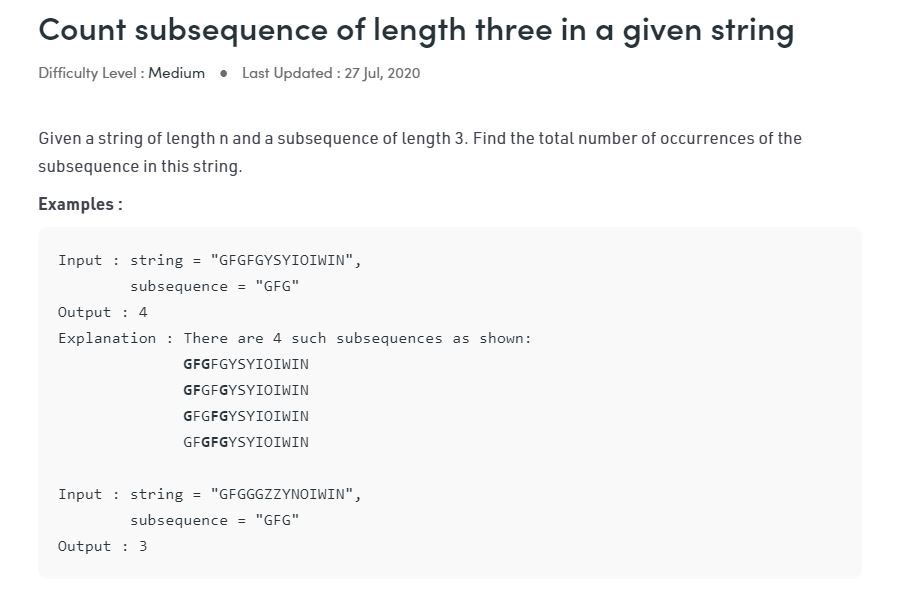 Count subsequence of length three in a given string
Difficulty Level : Medium ● Last Updated : 27 Jul, 2020
Given a string of length n and a subsequence of length 3. Find the total number of occurrences of the
subsequence in this string.
Examples :
Input : string = "GFGFGYSYIOIWIN",
subsequence = "GFG"
Output : 4
Explanation : There are 4 such subsequences as shown:
GFGFGYSYIOIWIN
GFGFGYSYIOIWIN
GFGFGYSYIOIWIN
GFGFGYSYIOIWIN
Input : string = "GFGGGZZYNOIWIN",
subsequence = "GFG"
Output : 3